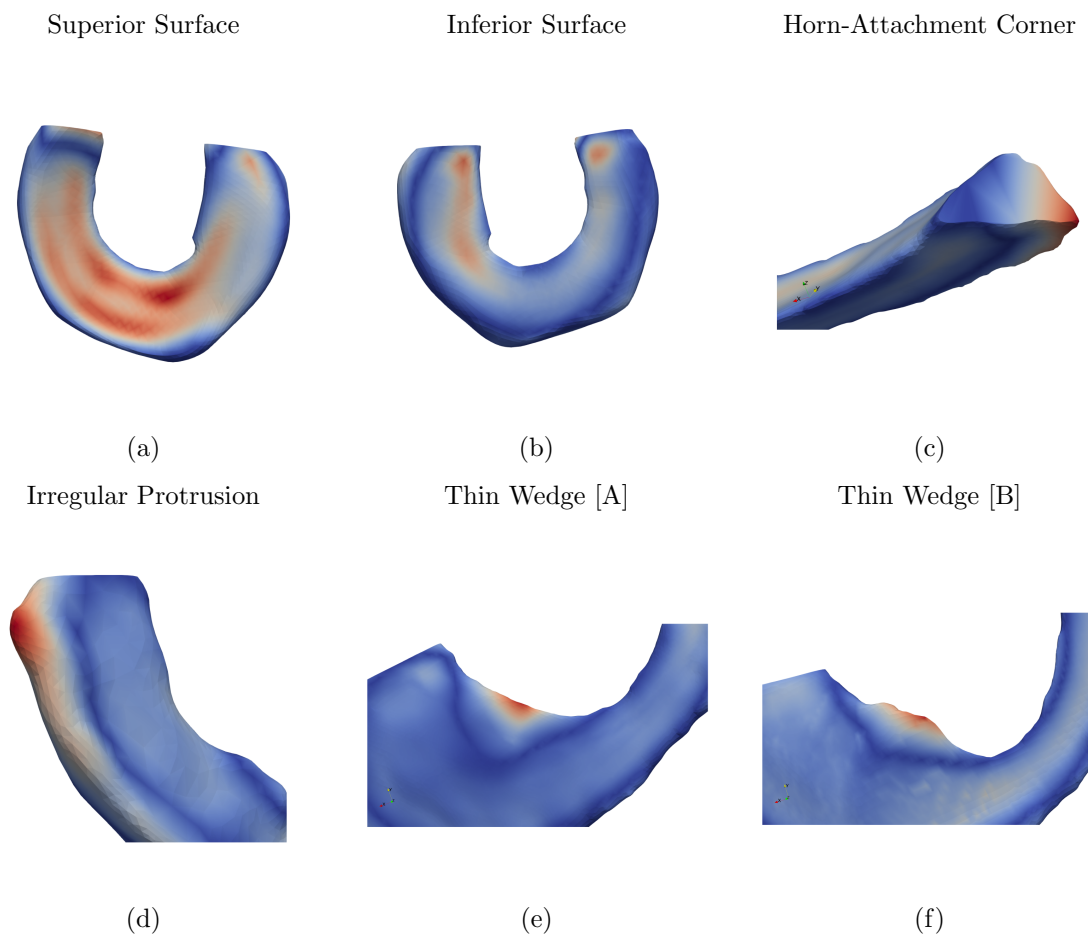 Superior Surface
Inferior Surface
Horn-Attachment Corner
(a)
(b)
(c)
Irregular Protrusion
Thin Wedge [A]
Thin Wedge [B]
(d)
(e)
(f)